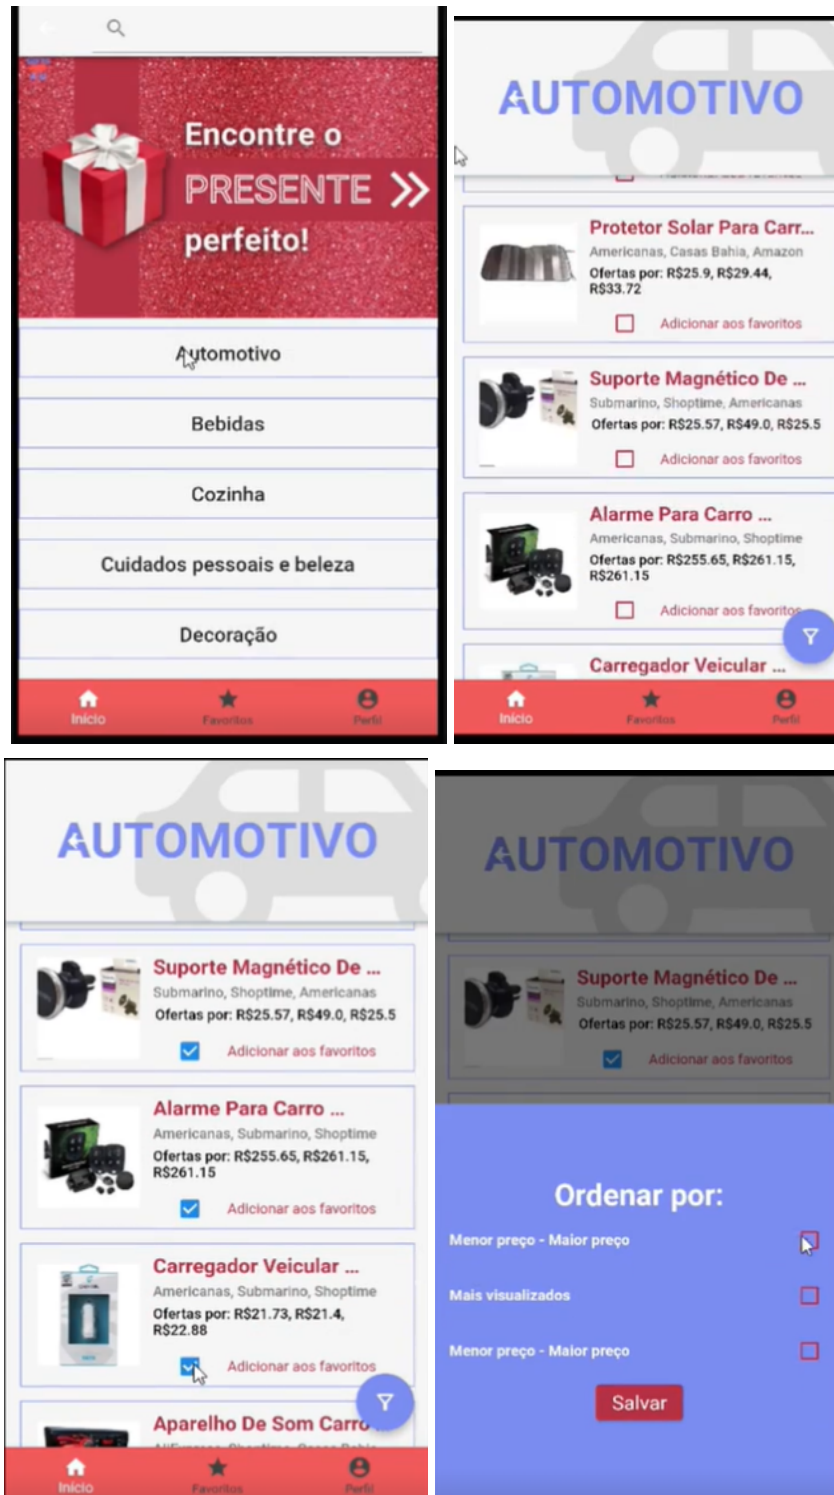 Encontre o
PRESENTE
perfeito!
Automotivo
Bebidas
Cozinha
Cuidados pessoais e beleza
Decoração
Início
Favoritos
Perfil
AUTOMOTIVO
Protetor Solar Para Carr...
Americanas, Casas Bahia, Amazon
Ofertas por: R$25.9, R$29.44,
R$33.72
Adicionar aos favoritos
Suporte Magnético De ...
Submarino, Shoptime, Americanas
Ofertas por: R$25.57, R$49.0, R$25.5
Adicionar aos favoritos
Alarme Para Carro ...
Americanas, Submarino, Shoptime
Ofertas por: R$255.65, R$261.15,
R$261.15
Adicionar aos favoritos
Carregador Veicular ...
Início
Favoritos
Perfil
AUTOMOTIVO
Suporte Magnético De ...
Submarino, Shoptime, Americanas
Ofertas por: R$25.57, R$49.0, R$25.5
Adicionar aos favoritos
Alarme Para Carro ...
Americanas, Submarino, Shoptime
Ofertas por: R$255.65, R$261.15,
R$261.15
Adicionar aos favoritos
Carregador Veicular ...
Americanas, Submarino, Shoptime
Ofertas por: R$21.73, R$21.4,
R$22.88
Adicionar aos favoritos
Aparelho De Som Carro
Início
Favoritos
Perfil
AUTOMOTIVO
Suporte Magnético De ...
Submarino, Shoptime, Americanas
Ofertas por: R$25.57, R$49.0, R$25.5
Adicionar aos favoritos
Ordenar por:
Menor preço - Maior preço
Mais visualizados
Menor preço - Maior preço
Salvar